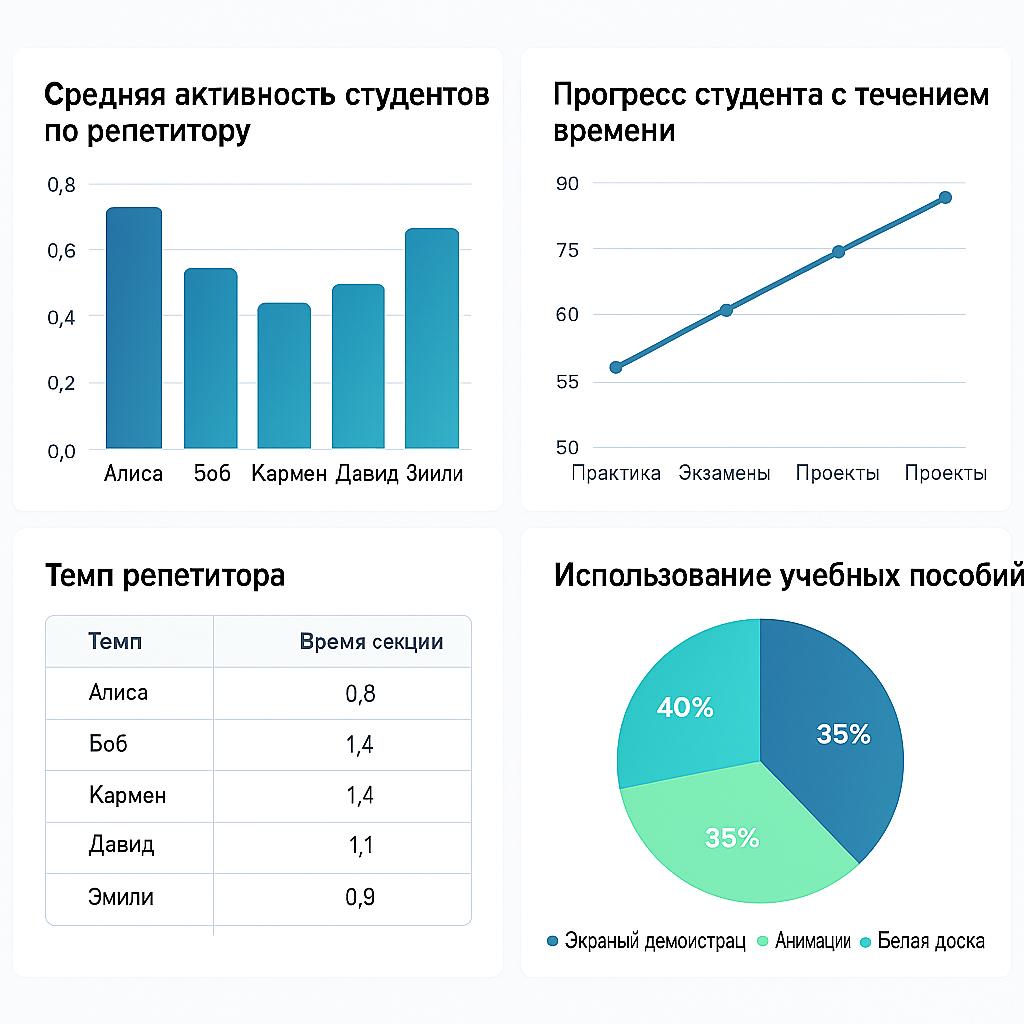 Средняя активность студентов
по репетитору
0,8
0,6
0,4
0,2
0,0
Алиса 5об Кармен Давид Зиили
Прогресс студента с течением
времени
90
75
60
55
50
Практика Экзамены Проекты Проекты
Темп репетитора
Темп Время секции
Алиса 0,8
Боб 1,4
Кармен 1,4
Давид 1,1
Эмили 0,9
Использование учебных пособий
40%
35%
35%
Экраный демоистрац Анимации Белая доска